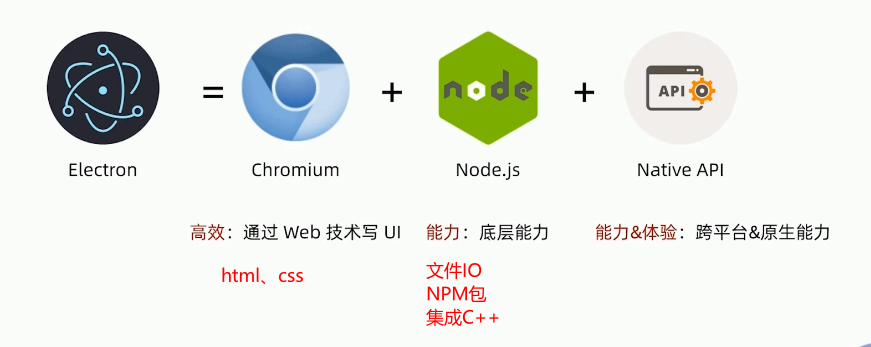 = + +
node
API
Electron
Chromium
Node.js
Native API
高效：通过 Web 技术写 UI
能力：底层能力
能力&体验：跨平台&原生能力
html、css
文件IO
NPM包
集成C++